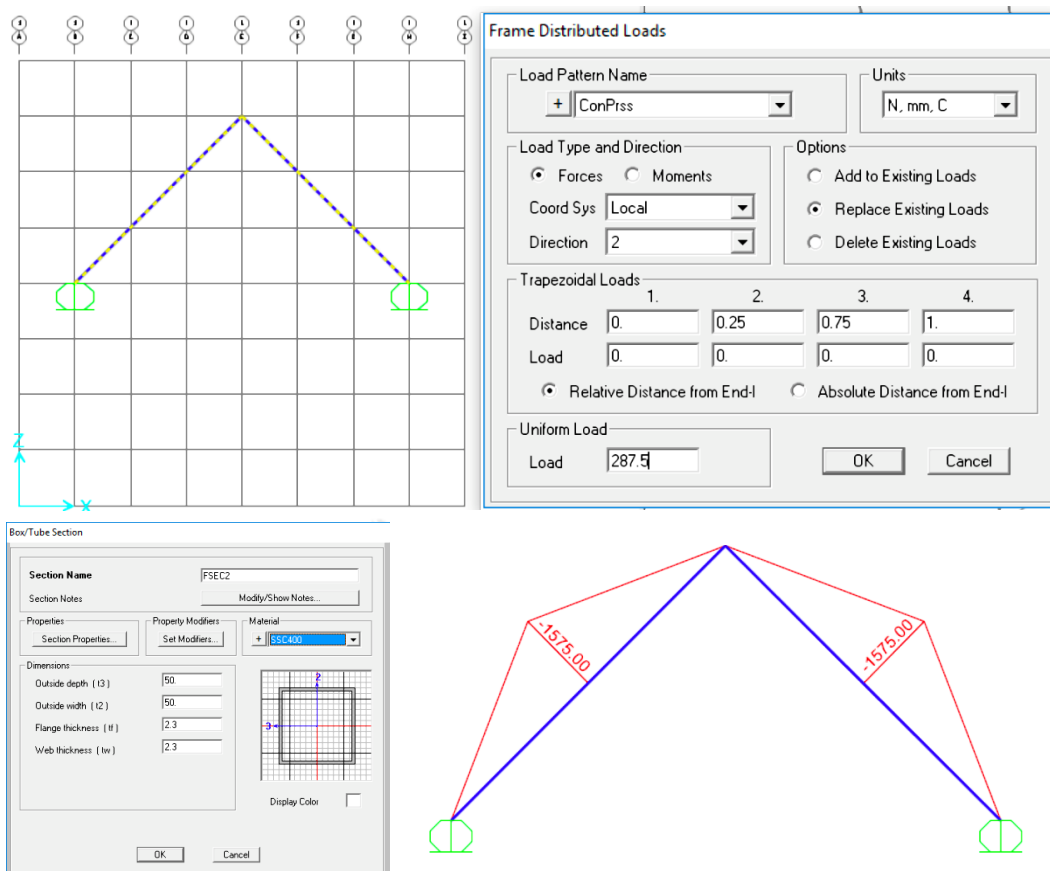 Z
X
Frame Distributed Loads
Load Pattern Name
+ ConPrss
Units
N, mm, C
Load Type and Direction
Forces Moments
Coord Sys Local
Direction 2
Options
Add to Existing Loads
Replace Existing Loads
Delete Existing Loads
Trapezoidal Loads
1. 2. 3. 4.
Distance 0. 0.25 0.75 1.
Load 0. 0. 0. 0.
Relative Distance from End-I Absolute Distance from End-I
Uniform Load
Load 287.5
OK Cancel
Box/Tube Section
Section Name FSEC2
Section Notes Modify/Show Notes...
Properties Property Modifiers Material
Section Properties... Set Modifiers... + SSC400
Dimensions
Outside depth ( t3 ) 50.
Outside width ( t2 ) 50.
Flange thickness ( tf ) 2.3
Web thickness ( tw ) 2.3
2
3
Display Color
OK Cancel
-1575.00
-1575.00